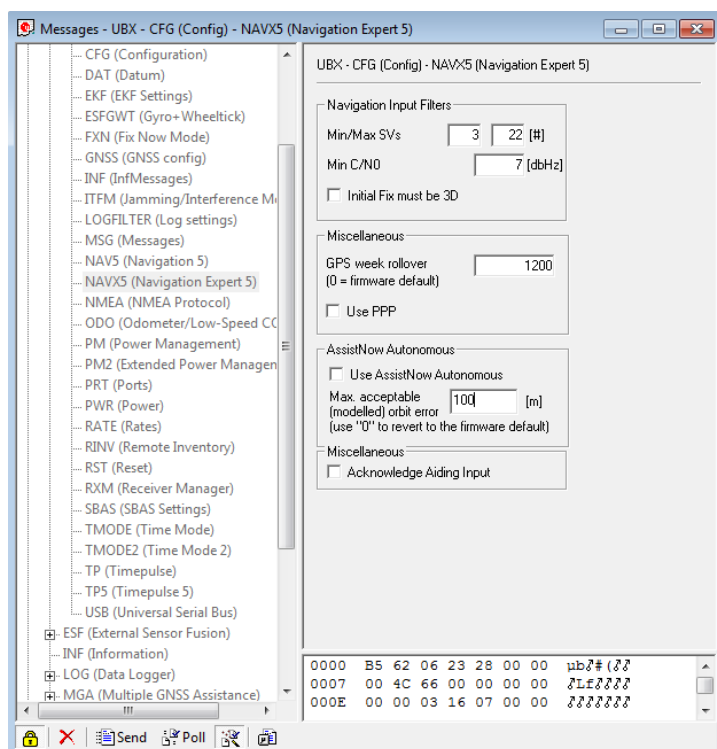 Messages - UBX - CFG (Config) - NAVX5 (Navigation Expert 5)
CFG (Configuration)
DAT (Datum)
EKF (EKF Settings)
ESFGWT (Gyro+Wheeltick)
FXN (Fix Now Mode)
GNSS (GNSS config)
INF (InfMessages)
ITFM (Jamming/Interference M
LOGFILTER (Log settings)
MSG (Messages)
NAV5 (Navigation 5)
NAVX5 (Navigation Expert 5)
NMEA (NMEA Protocol)
ODO (Odometer/Low-Speed CO
PM (Power Management)
PM2 (Extended Power Managen
PRT (Ports)
PWR (Power)
RATE (Rates)
RINV (Remote Inventory)
RST (Reset)
RXM (Receiver Manager)
SBAS (SBAS Settings)
TMODE (Time Mode)
TMODE2 (Time Mode 2)
TP (Timepulse)
TP5 (Timepulse 5)
USB (Universal Serial Bus)
ESF (External Sensor Fusion)
INF (Information)
LOG (Data Logger)
MGA (Multiple GNSS Assistance)
UBX - CFG (Config) - NAVX5 (Navigation Expert 5)
Navigation Input Filters
Min/Max SVs 3 22 [#]
Min C/N0 7 [dbHz]
Initial Fix must be 3D
Miscellaneous
GPS week rollover 1200
(0 = firmware default)
Use PPP
AssistNow Autonomous
Use AssistNow Autonomous
Max. acceptable 100 [m]
(modelled) orbit error
(use "0" to revert to the firmware default)
Miscellaneous
Acknowledge Aiding Input
0000 B5 62 06 23 28 00 00 µb#(
0007 00 4C 66 00 00 00 00 Lf
000E 00 00 03 16 07 00 00
Send Poll